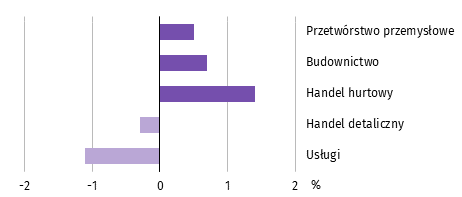 Przetwórstwo przemysłowe
Budownictwo
Handel hurtowy
Handel detaliczny
Usługi
-2 -1 0 1 2 %